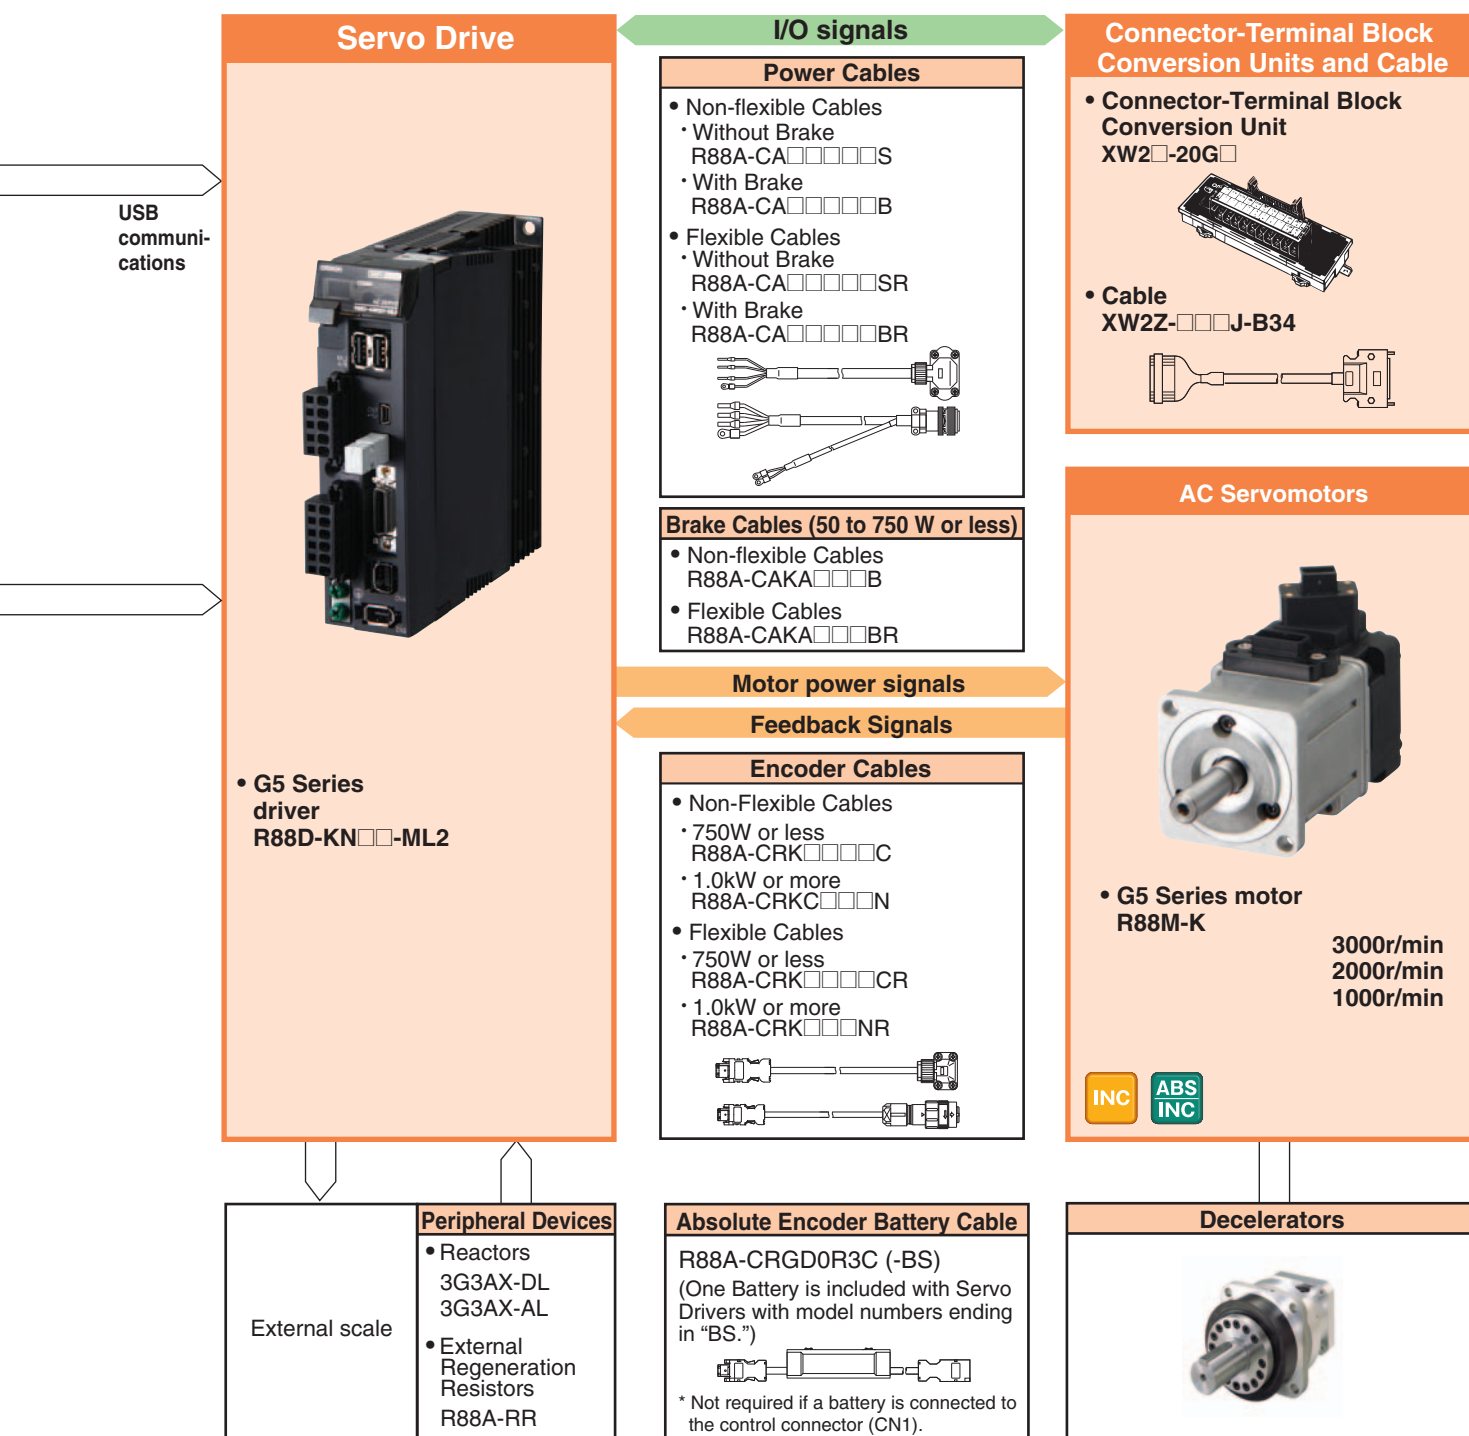 USB
communi-
cations
Servo Drive
• G5 Series
driver
R88D-KN□□-ML2
I/O signals
Power Cables
• Non-flexible Cables
・Without Brake
R88A-CA□□□□□S
・With Brake
R88A-CA□□□□□B
• Flexible Cables
・Without Brake
R88A-CA□□□□□SR
・With Brake
R88A-CA□□□□□BR
Brake Cables (50 to 750 W or less)
• Non-flexible Cables
R88A-CAKA□□□B
• Flexible Cables
R88A-CAKA□□□BR
Motor power signals
Feedback Signals
Encoder Cables
• Non-Flexible Cables
・750W or less
R88A-CRK□□□□C
・1.0kW or more
R88A-CRKC□□□N
• Flexible Cables
・750W or less
R88A-CRK□□□□CR
・1.0kW or more
R88A-CRK□□□NR
Connector-Terminal Block
Conversion Units and Cable
• Connector-Terminal Block
Conversion Unit
XW2□-20G□
• Cable
XW2Z-□□□J-B34
AC Servomotors
• G5 Series motor
R88M-K
3000r/min
2000r/min
1000r/min
INC
ABS
INC
External scale
Peripheral Devices
• Reactors
3G3AX-DL
3G3AX-AL
• External
Regeneration
Resistors
R88A-RR
Absolute Encoder Battery Cable
R88A-CRGD0R3C (-BS)
(One Battery is included with Servo
Drivers with model numbers ending
in “BS.”)
* Not required if a battery is connected to
the control connector (CN1).
Decelerators